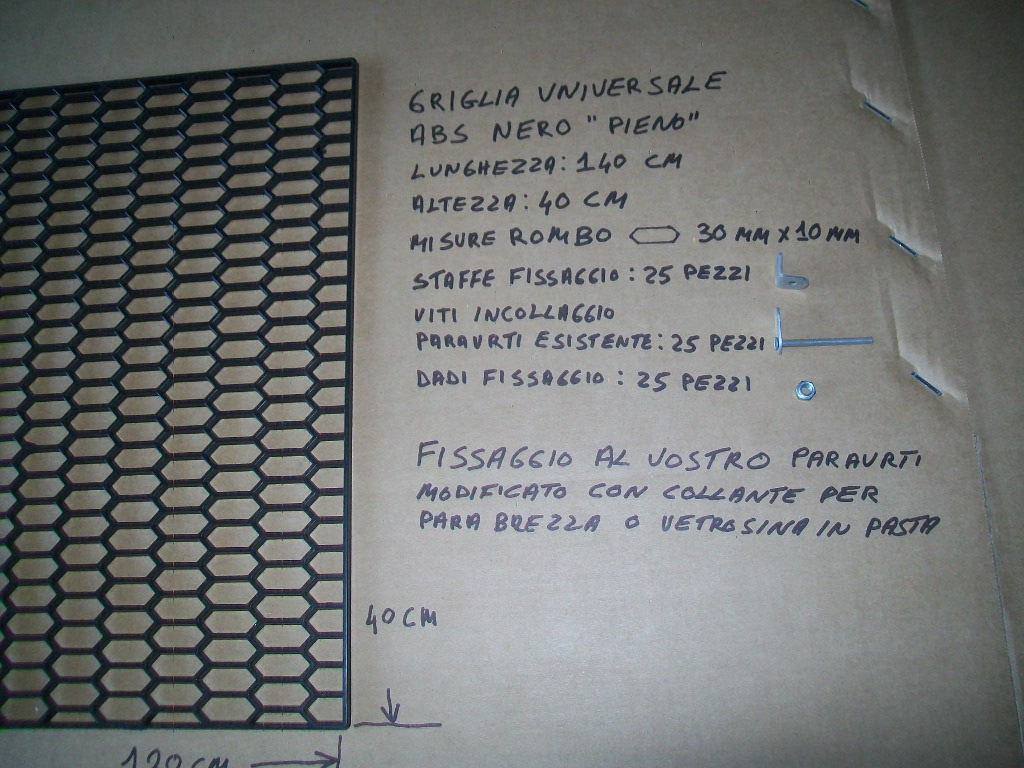 GRIGLIA UNIVERSALE
ABS NERO "PIENO"
LUNGHEZZA: 140 CM
ALTEZZA: 40 CM
MISURE ROMBO 30 MM X 10 MM
STAFFE FISSAGGIO: 25 PEZZI
VITI INCOLLAGGIO
PARAURTI ESISTENTE: 25 PEZZI
DADI FISSAGGIO: 25 PEZZI
FISSAGGIO AL VOSTRO PARAURTI
MODIFICATO CON COLLANTE PER
PARABREZZA O VETROSINA IN PASTA
40 CM
120 CM